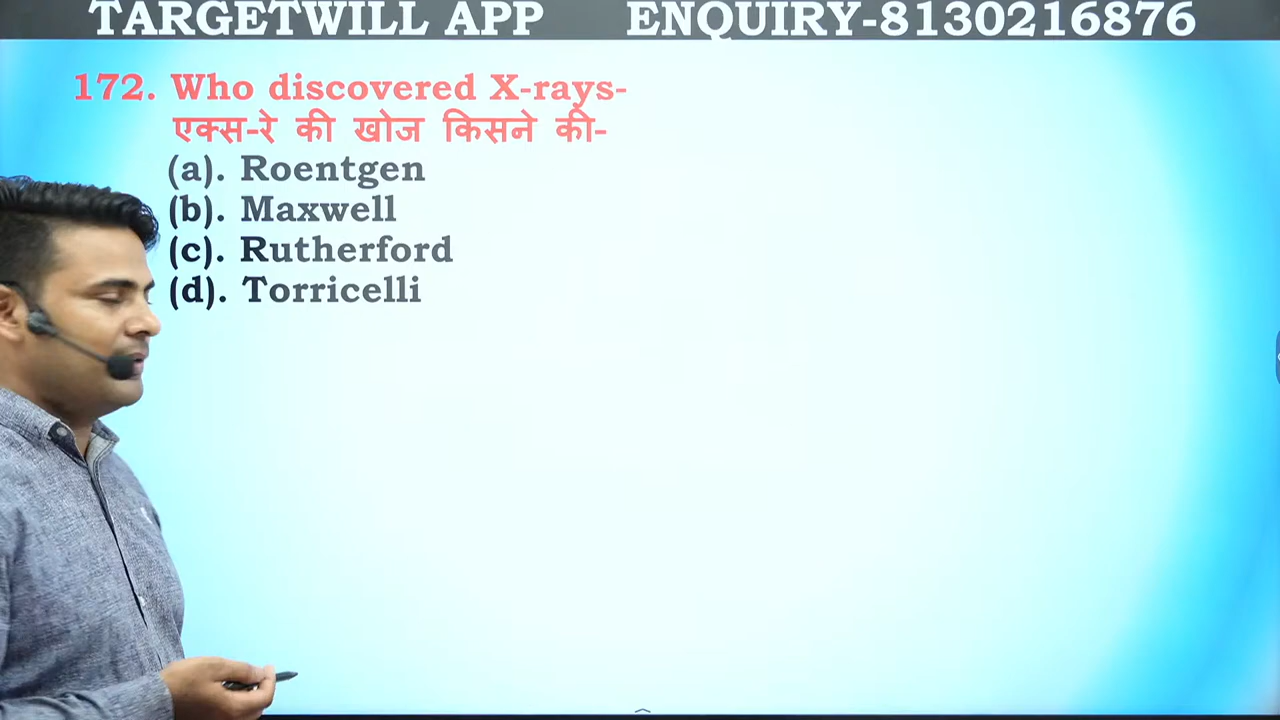 TARGETWILL APP ENQUIRY-8130216876
172. Who discovered X-rays-
एक्स-रे की खोज किसने की-
(a). Roentgen
(b). Maxwell
(c). Rutherford
(d). Torricelli